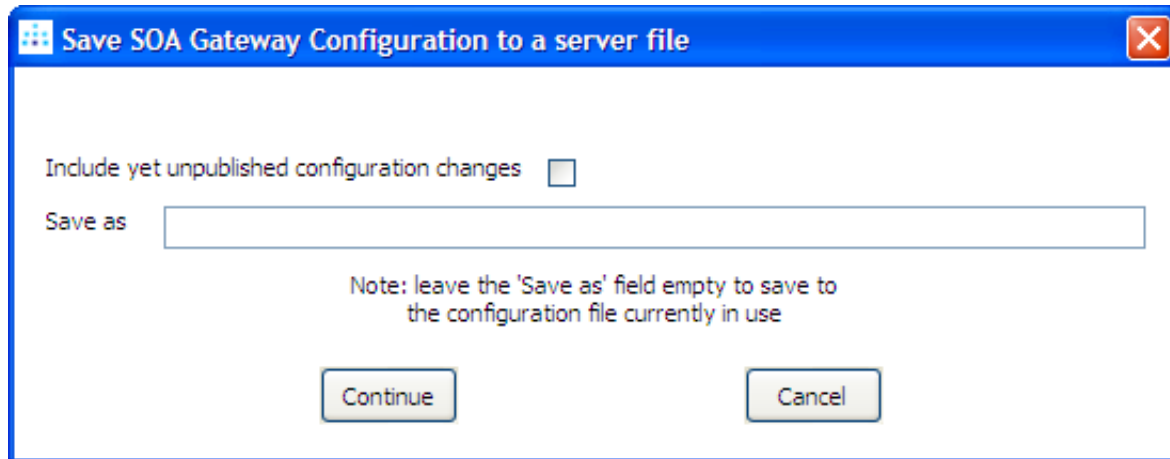 Save SOA Gateway Configuration to a server file
Include yet unpublished configuration changes
Save as
Note: leave the 'Save as' field empty to save to
the configuration file currently in use
Continue
Cancel